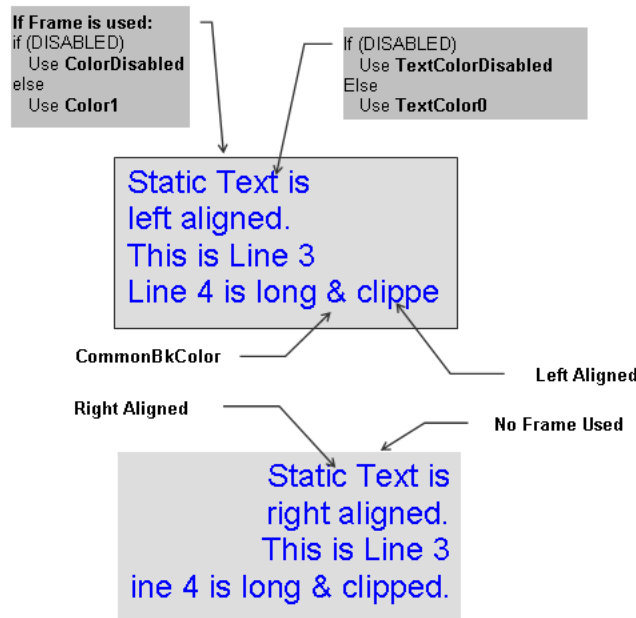 If Frame is used:
if (DISABLED)
Use ColorDisabled
else
Use Color1
If (DISABLED)
Use TextColorDisabled
Else
Use TextColor0
Static Text is
left aligned.
This is Line 3
Line 4 is long & clippe
CommonBkColor
Left Aligned
Right Aligned
No Frame Used
Static Text is
right aligned.
This is Line 3
ine 4 is long & clipped.